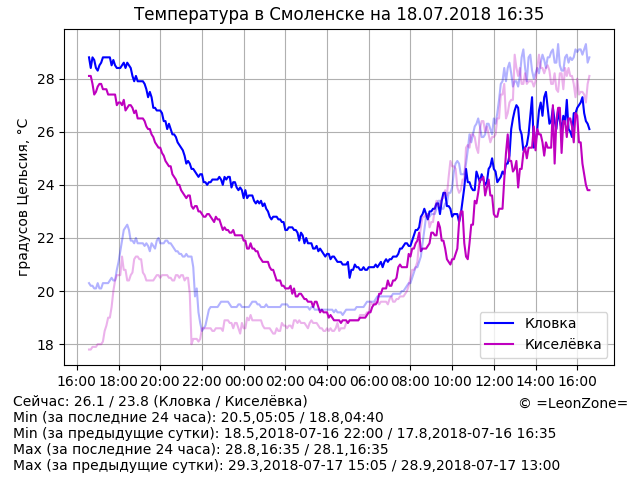 Температура в Смоленске на 18.07.2018 16:35
градусов Цельсия, °C
28
26
24
22
20
18
Кловка
Киселёвка
16:00 18:00 20:00 22:00 00:00 02:00 04:00 06:00 08:00 10:00 12:00 14:00 16:00
Сейчас: 26.1 / 23.8 (Кловка / Киселёвка)
© =LeonZone=
Min (за последние 24 часа): 20.5,05:05 / 18.8,04:40
Min (за предыдущие сутки): 18.5,2018-07-16 22:00 / 17.8,2018-07-16 16:35
Max (за последние 24 часа): 28.8,16:35 / 28.1,16:35
Max (за предыдущие сутки): 29.3,2018-07-17 15:05 / 28.9,2018-07-17 13:00